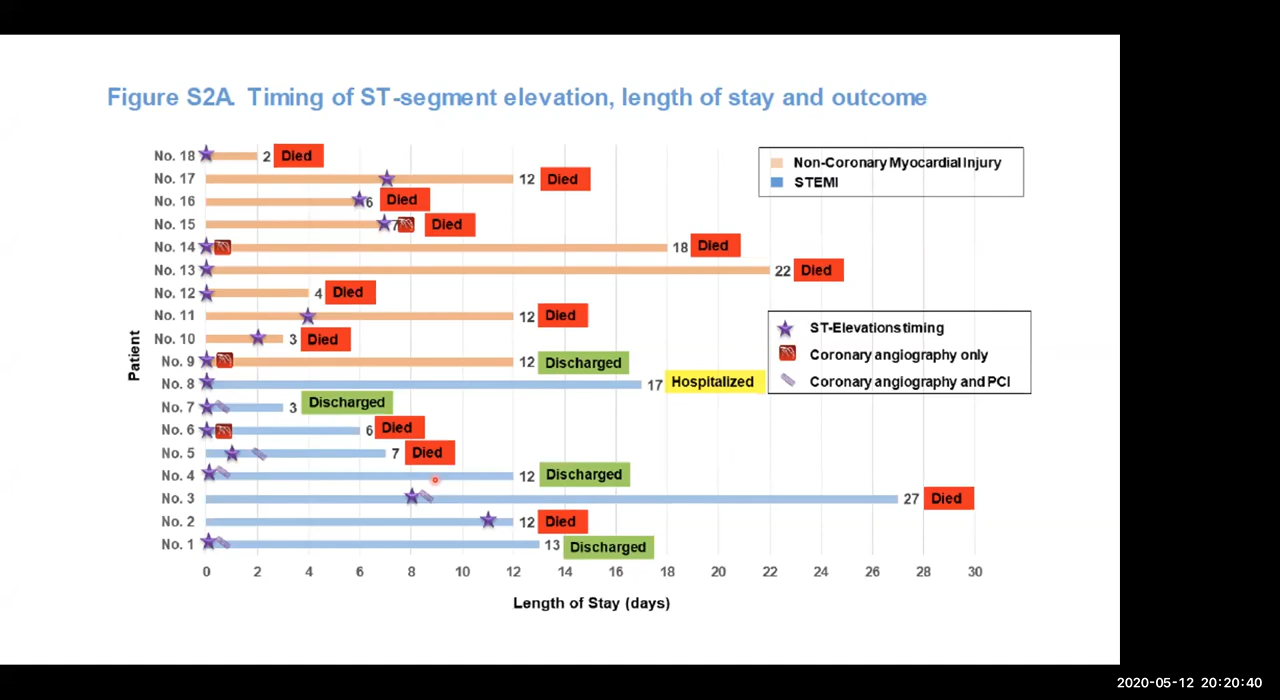 Figure S2A. Timing of ST-segment elevation, length of stay and outcome
No. 18 2 Died
No. 17 12 Died
No. 16 6 Died
No. 15 7 Died
No. 14 18 Died
No. 13 22 Died
No. 12 4 Died
No. 11 12 Died
No. 10 3 Died
No. 9 12 Discharged
No. 8 17 Hospitalized
No. 7 3 Discharged
No. 6 6 Died
No. 5 7 Died
No. 4 12 Discharged
No. 3 27 Died
No. 2 12 Died
No. 1 13 Discharged
Non-Coronary Myocardial Injury
STEMI
ST-Elevations timing
Coronary angiography only
Coronary angiography and PCI
Patient
0 2 4 6 8 10 12 14 16 18 20 22 24 26 28 30
Length of Stay (days)
2020-05-12 20:20:40